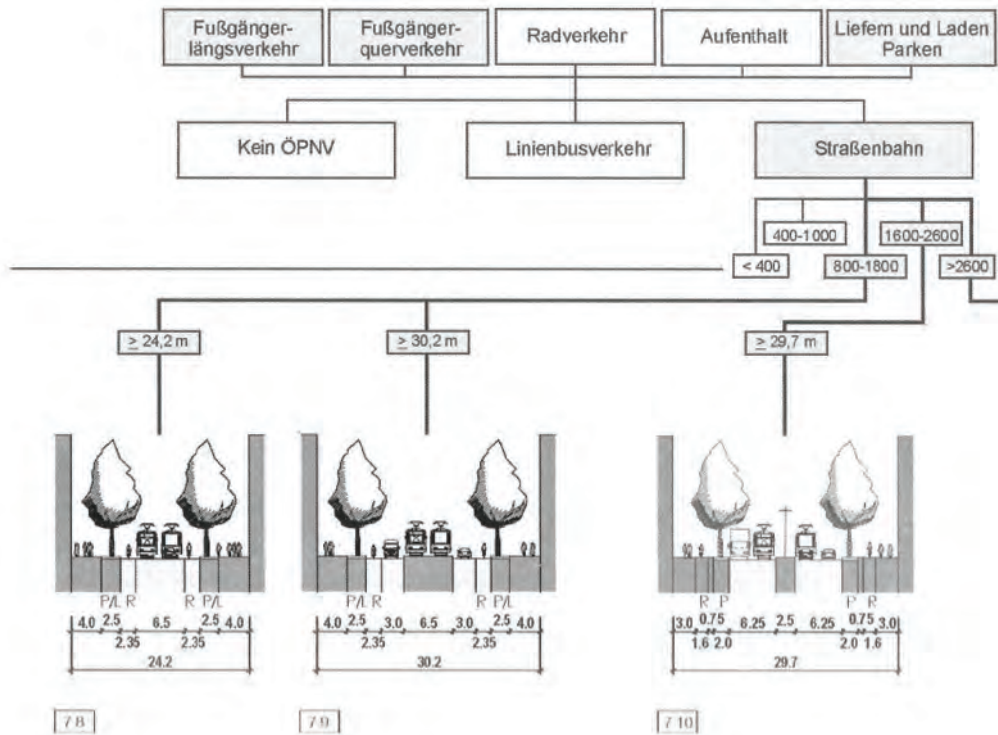 Fußgänger-
längsverkehr
Fußgänger-
querverkehr
Radverkehr
Aufenthalt
Liefern und Laden
Parken
Kein ÖPNV
Linienbusverkehr
Straßenbahn
400-1000
1600-2600
< 400
800-1800
>2600
≥ 24,2 m
≥ 30,2 m
≥ 29,7 m
P/L R R P/L
4.0 2.5 6.5 2.5 4.0
2.35 2.35
24.2
P/L R R P/L
4.0 2.5 3.0 6.5 3.0 2.5 4.0
2.35 2.35
30.2
R P P R
3.0 0.75 6.25 2.5 6.25 0.75 3.0
1.6 2.0 2.0 1.6
29.7
7 8
7 9
7 10